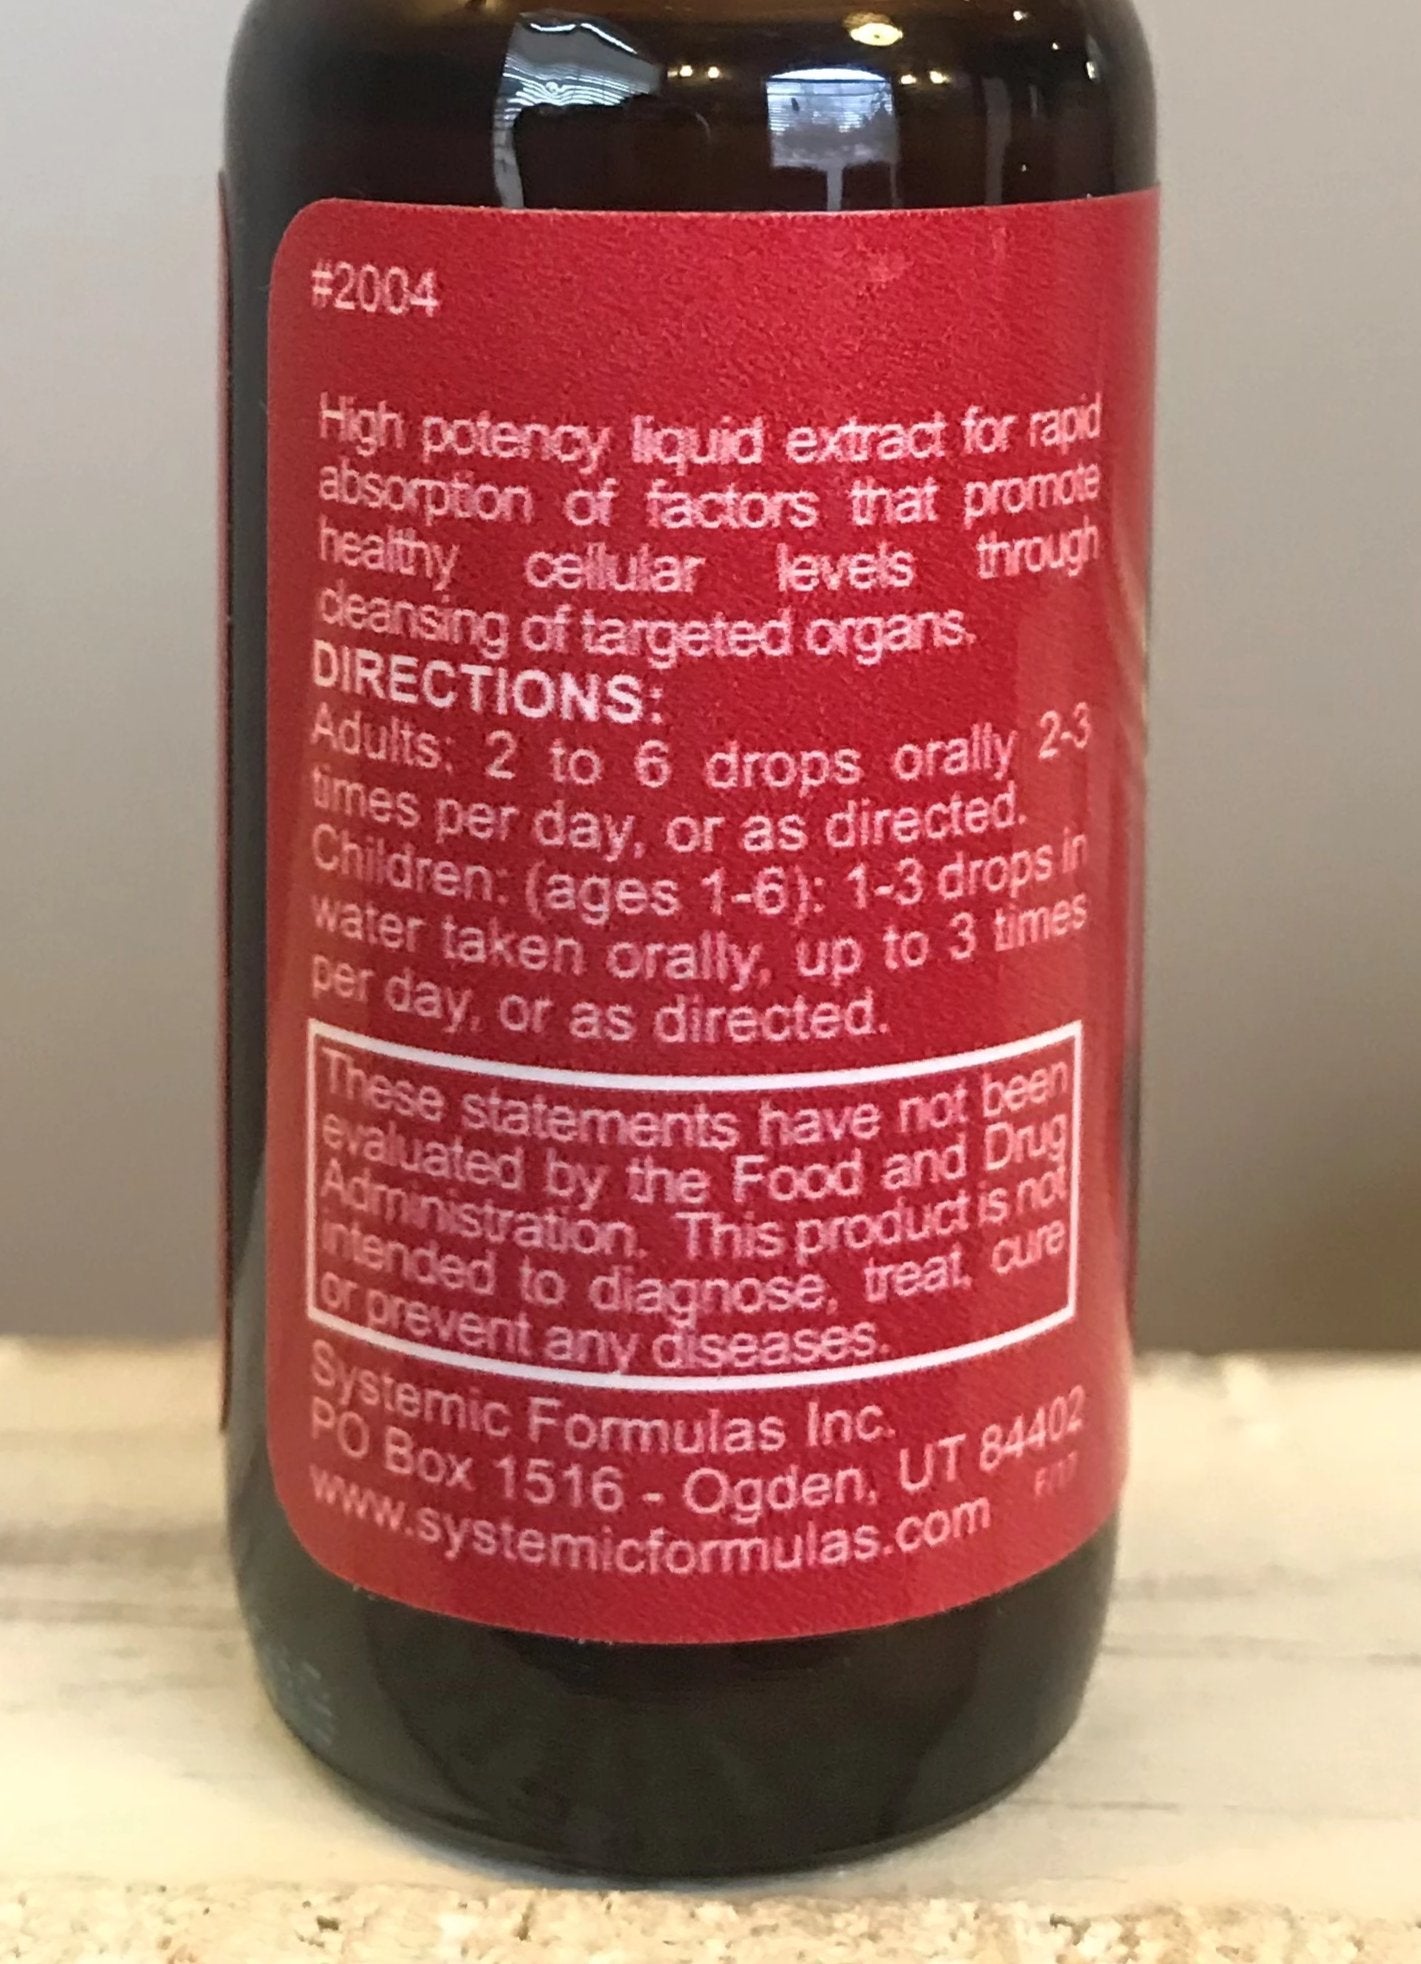 #2004
High potency liquid extract for rapid
absorption of factors that promote
healthy cellular levels through
cleansing of targeted organs.
DIRECTIONS:
Adults: 2 to 6 drops orally 2-3
times per day, or as directed.
Children: (ages 1-6): 1-3 drops in
water taken orally, up to 3 times
per day, or as directed.
These statements have not been
evaluated by the Food and Drug
Administration. This product is not
intended to diagnose, treat, cure
or prevent any diseases.
Systemic Formulas Inc.
PO Box 1516 - Ogden, UT 84402
www.systemicformulas.com